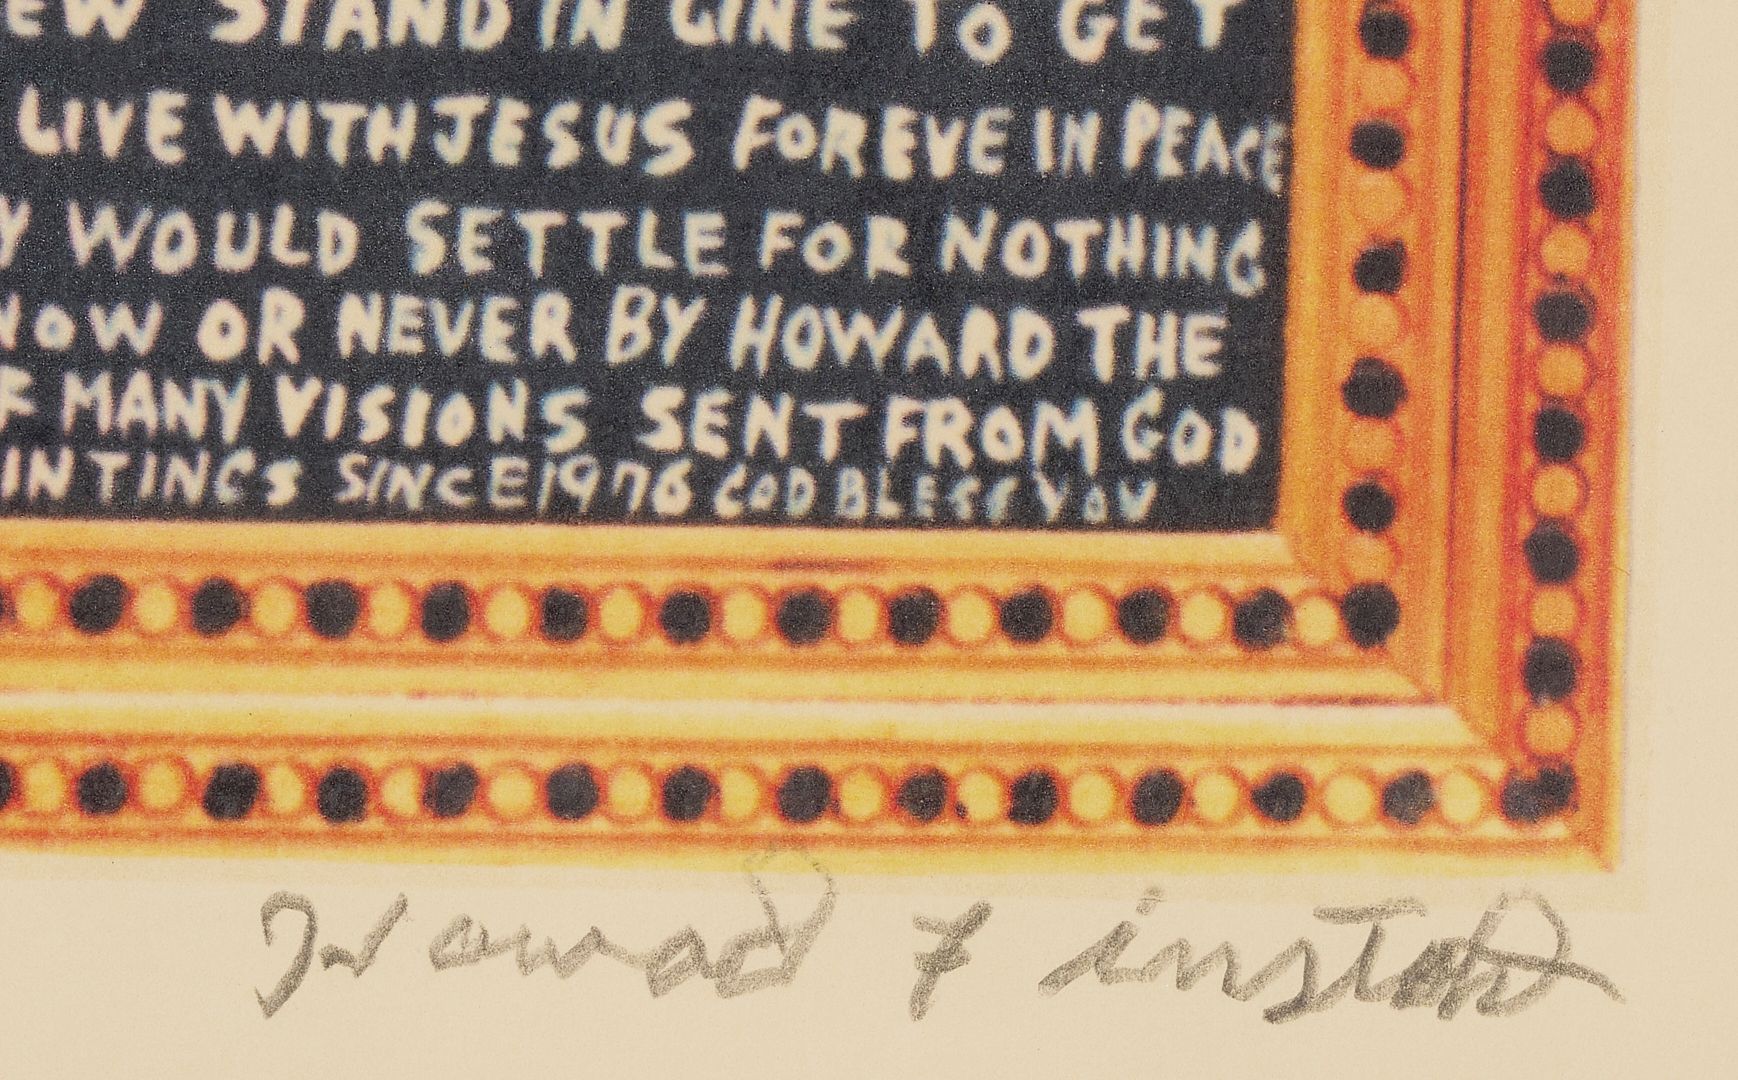 EW STAND IN LINE TO GET
LIVE WITH JESUS FOREVE IN PEACE
Y WOULD SETTLE FOR NOTHING
NOW OR NEVER BY HOWARD THE
F MANY VISIONS SENT FROM GOD
INTINGS SINCE 1976 GOD BLESS YOU
Howard Finster